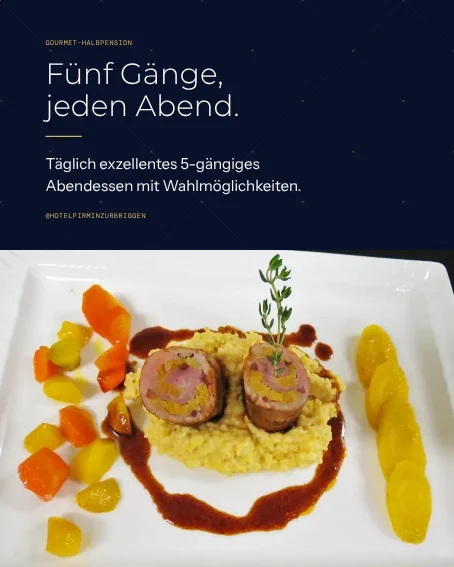 GOURMET-HALBPENSION
Fünf Gänge,
jeden Abend.
Täglich exzellentes 5-gängiges
Abendessen mit Wahlmöglichkeiten.
@HOTELPIRMINZURBRIGGEN